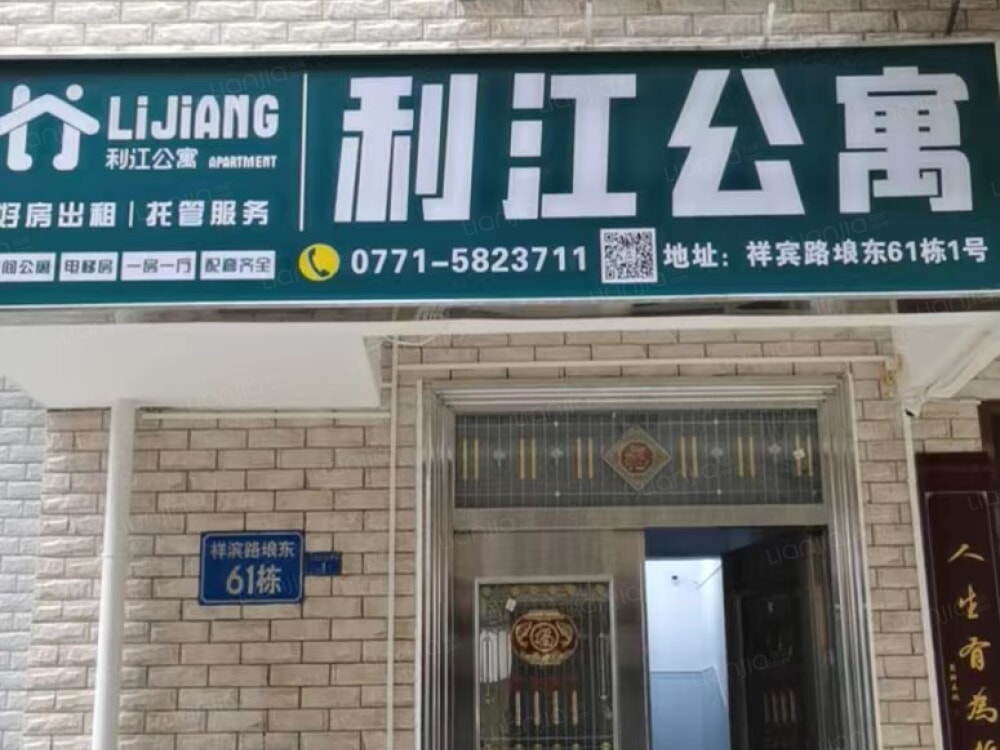 LiJiANG
利江公寓 APARTMENT
好房出租|托管服务
间公寓 电梯房 一房一厅 配套齐全
利江公寓
0771-5823711
地址：祥宾路埌东61栋1号
祥滨路埌东
61栋
1
人生有为
lianjia